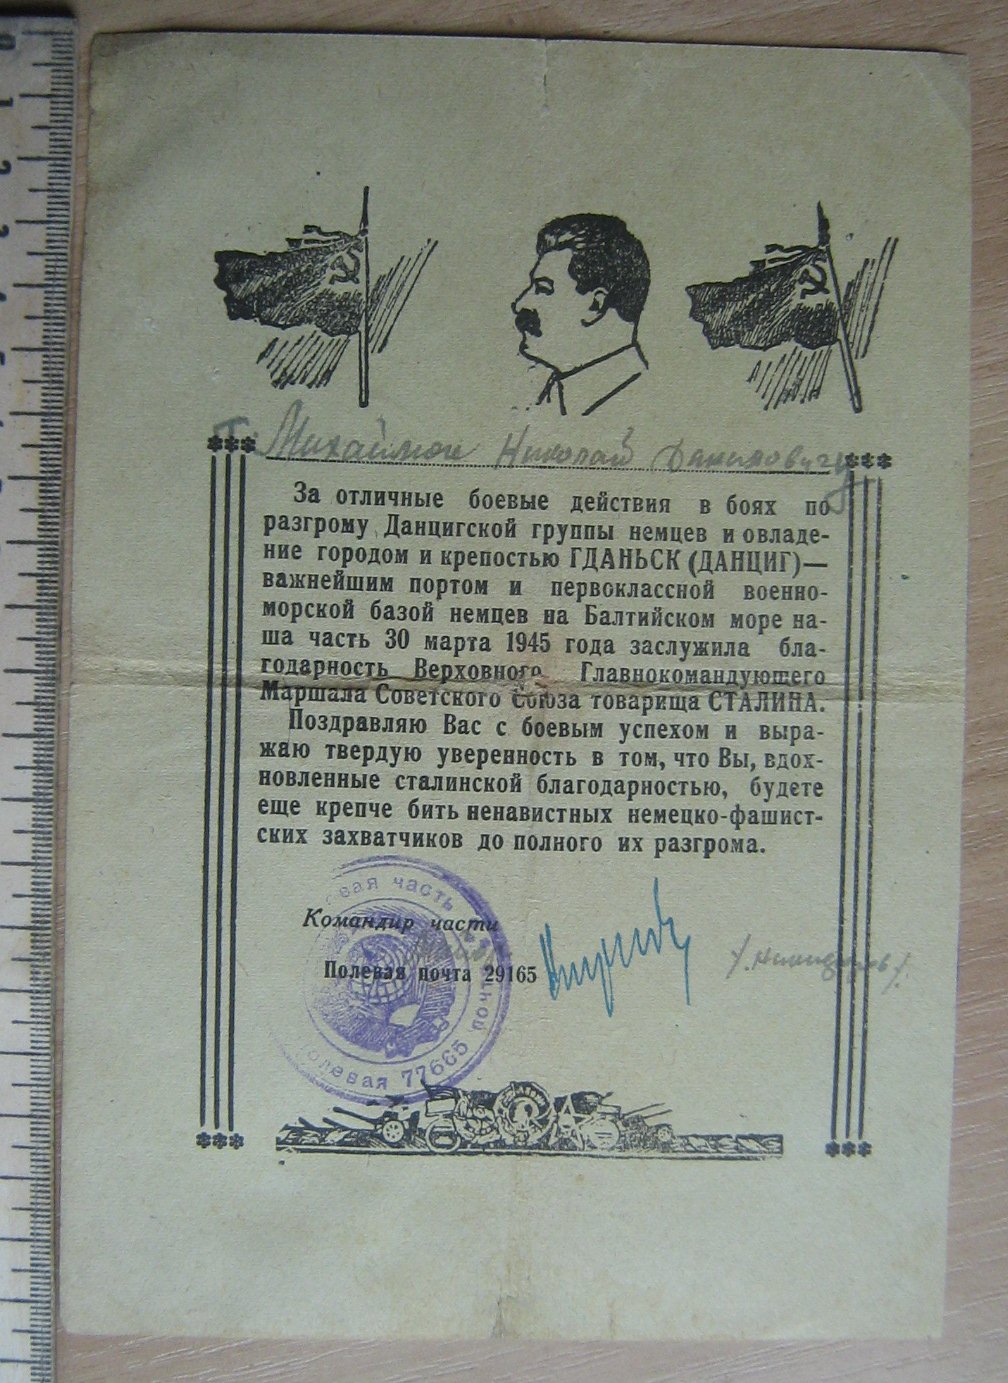 Николай Данилович
За отличные боевые действия в боях по
разгрому Данцигской группы немцев и овладе-
ние городом и крепостью ГДАНЬСК (ДАНЦИГ)—
важнейшим портом и первоклассной военно-
морской базой немцев на Балтийском море на-
ша часть 30 марта 1945 года заслужила бла-
годарность Верховного Главнокомандующего
Маршала Советского Союза товарища СТАЛИНА.
Поздравляю Вас с боевым успехом и выра-
жаю твердую уверенность в том, что Вы, вдох-
новленные сталинской благодарностью, будете
еще крепче бить ненавистных немецко-фашист-
ских захватчиков до полного их разгрома.
Командир части
Полевая почта 29165
часть
77665